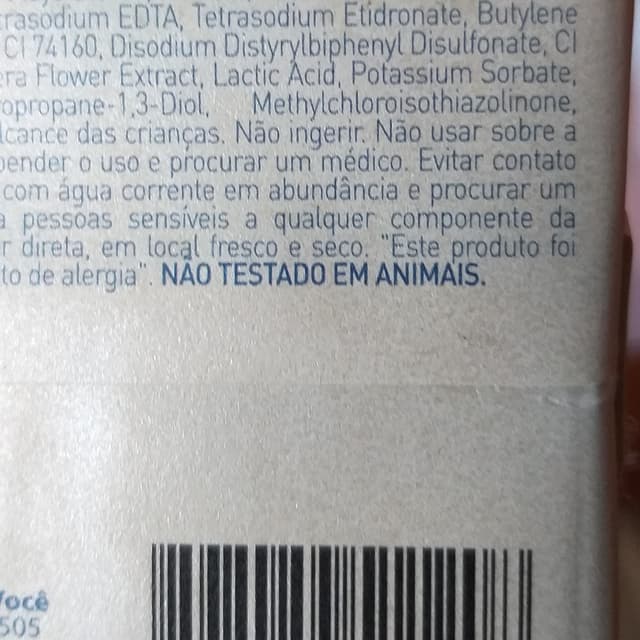 rasodium EDTA, Tetrasodium Etidronate, Butylene
CI 74160, Disodium Distyrylbiphenyl Disulfonate, CI
era Flower Extract, Lactic Acid, Potassium Sorbate,
opropane-1,3-Diol, Methylchloroisothiazolinone,
lcance das crianças. Não ingerir. Não usar sobre a
pender o uso e procurar um médico. Evitar contato
com água corrente em abundância e procurar um
a pessoas sensíveis a qualquer componente da
r direta, em local fresco e seco. "Este produto foi
to de alergia". NÃO TESTADO EM ANIMAIS.
Você
505